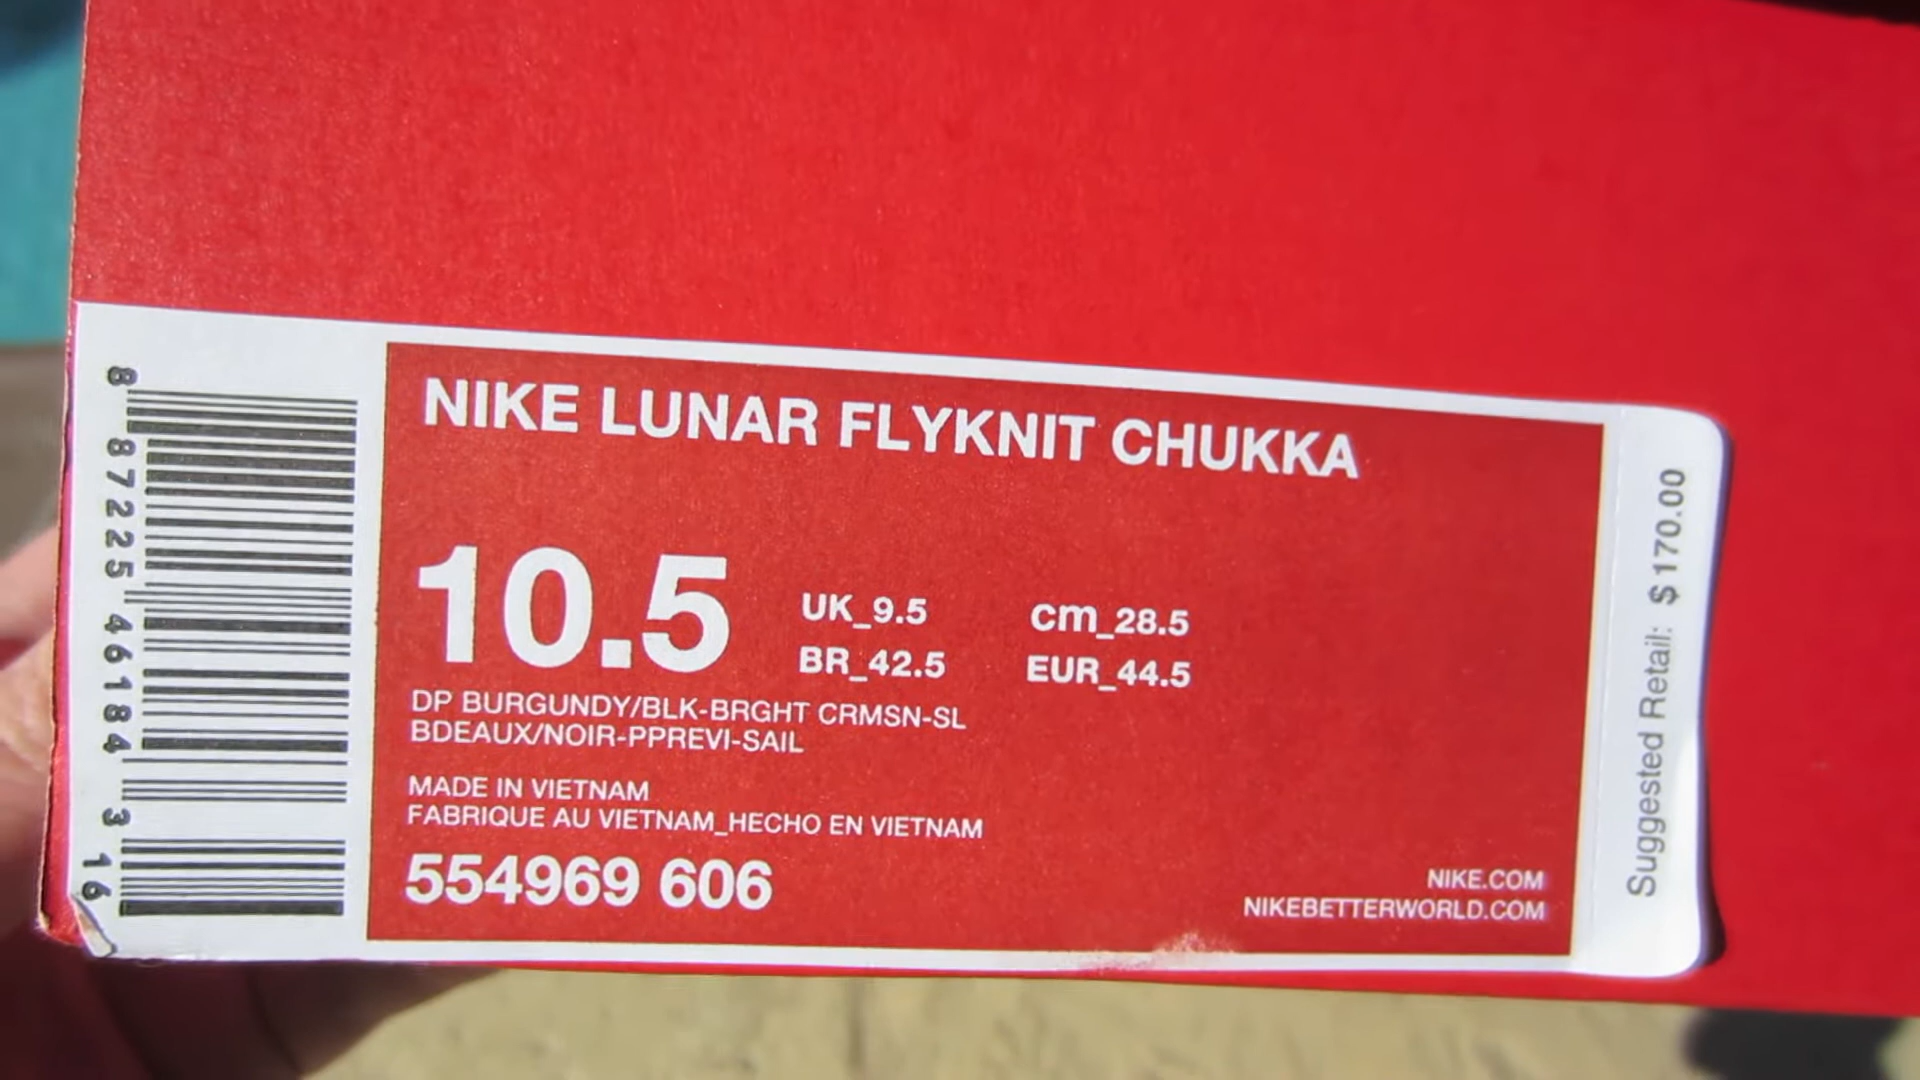 8 87225 46184 3 16
NIKE LUNAR FLYKNIT CHUKKA
10.5
UK_9.5 cm_28.5
BR_42.5 EUR_44.5
DP BURGUNDY/BLK-BRGHT CRMSN-SL
BDEAUX/NOIR-PPREVI-SAIL
MADE IN VIETNAM
FABRIQUE AU VIETNAM_HECHO EN VIETNAM
554969 606
NIKE.COM
NIKEBETTERWORLD.COM
Suggested Retail: $170.00